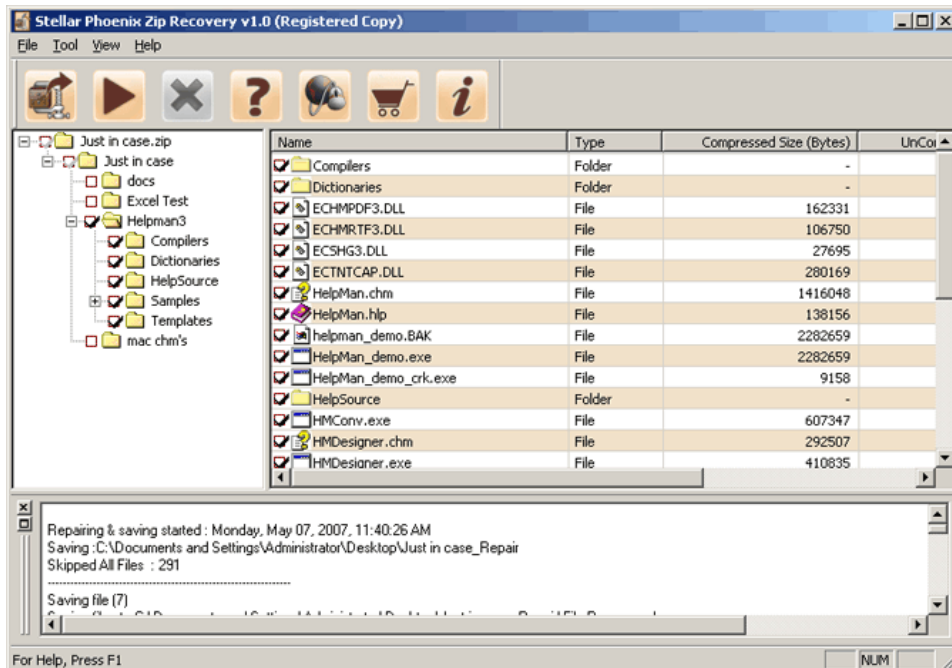 Stellar Phoenix Zip Recovery v1.0 (Registered Copy)
File Tool View Help
Just in case.zip
Just in case
docs
Excel Test
Helpman3
Compilers
Dictionaries
HelpSource
Samples
Templates
mac chm's
Name Type Compressed Size (Bytes)
Compilers Folder -
Dictionaries Folder -
ECHMPDF3.DLL File 162331
ECHMRTF3.DLL File 106750
ECSHG3.DLL File 27695
ECTNTCAP.DLL File 280169
HelpMan.chm File 1416048
HelpMan.hlp File 138156
helpman_demo.BAK File 2282659
HelpMan_demo.exe File 2282659
HelpMan_demo_crk.exe File 9158
HelpSource Folder -
HMConv.exe File 607347
HMDesigner.chm File 292507
HMDesigner.exe File 410835
Repairing & saving started : Monday, May 07, 2007, 11:40:26 AM
Saving :C:\Documents and Settings\Administrator\Desktop\Just in case_Repair
Skipped All Files : 291
--------------------------------------------------------------
Saving file (7)
For Help, Press F1
NUM